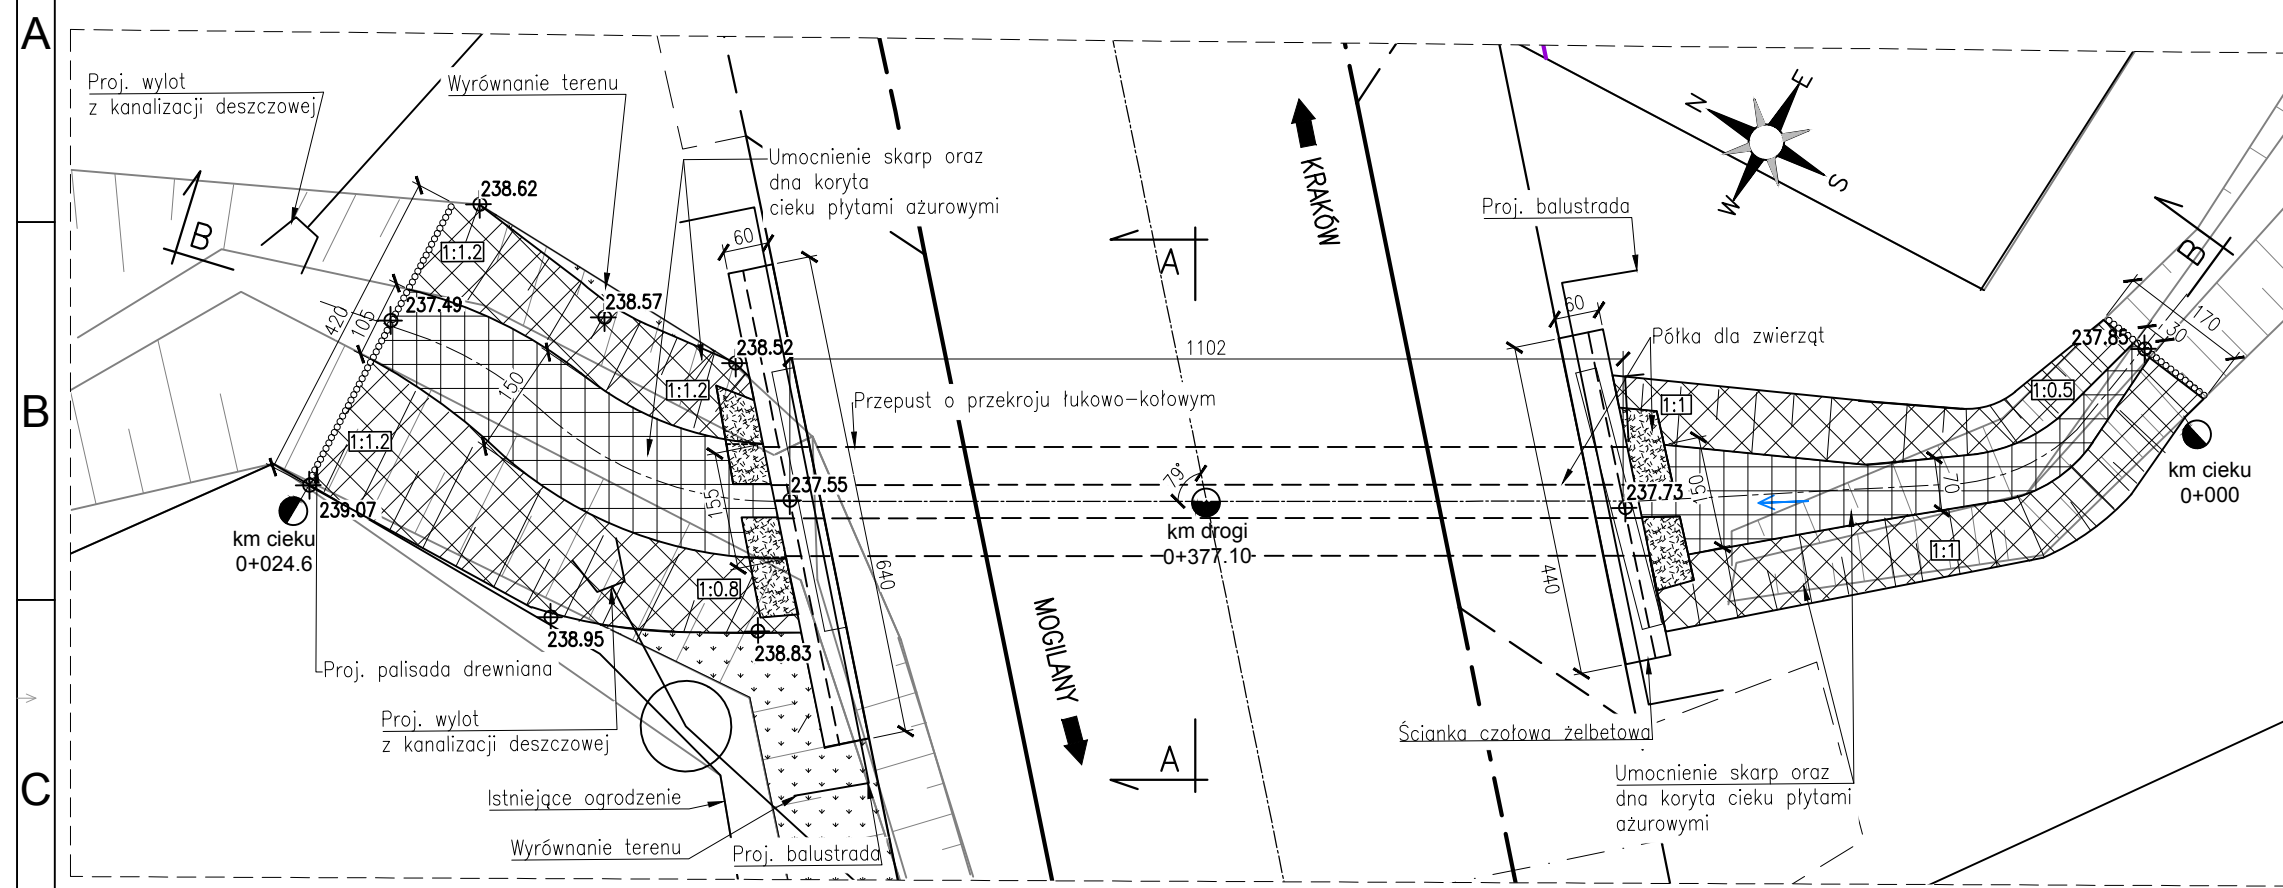 A
Proj. wylot
z kanalizacji deszczowej
Wyrównanie terenu
Umocnienie skarp oraz
dna koryta
cieku płytami ażurowymi
KRAKÓW
N
E
S
W
Proj. balustrada
B
238.62
1:1.2
60
A
60
B
237.49
238.57
420
105
238.52
1102
Półka dla zwierząt
237.85
170
130
B
150
1:1.2
Przepust o przekroju łukowo-kołowym
1:1
1:0.5
1:1.2
79°
km cieku
0+000
239.07
155
237.55
237.73
150
70
km cieku
0+024.6
km drogi
0+377.10
1:0.8
640
440
1:1
238.95
238.83
MOGILANY
Proj. palisada drewniana
Proj. wylot
z kanalizacji deszczowej
Ścianka czołowa żelbetowa
A
C
Istniejące ogrodzenie
Wyrównanie terenu
Proj. balustrada
Umocnienie skarp oraz
dna koryta cieku płytami
ażurowymi